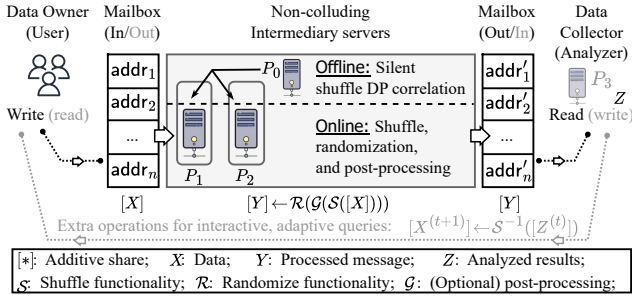 Data Owner
(User)
Mailbox
(In/Out)
Non-colluding
Intermediary servers
Mailbox
(Out/In)
Data
Collector
(Analyzer)
addr₁
addr₂
...
addrₙ
P₀
Offline: Silent
shuffle DP correlation
Online: Shuffle,
randomization,
and post-processing
P₁
P₂
addr′₁
addr′₂
...
addr′ₙ
P₃
Z
Write (read)
Read (write)
[X]
[Y]←ℛ(𝒢(𝒮([X])))
[Y]
Extra operations for interactive, adaptive queries: [X⁽ᵗ⁺¹⁾]←𝒮⁻¹([Z⁽ᵗ⁾])
[*]: Additive share; X: Data; Y: Processed message; Z: Analyzed results;
𝒮: Shuffle functionality; ℛ: Randomize functionality; 𝒢: (Optional) post-processing;